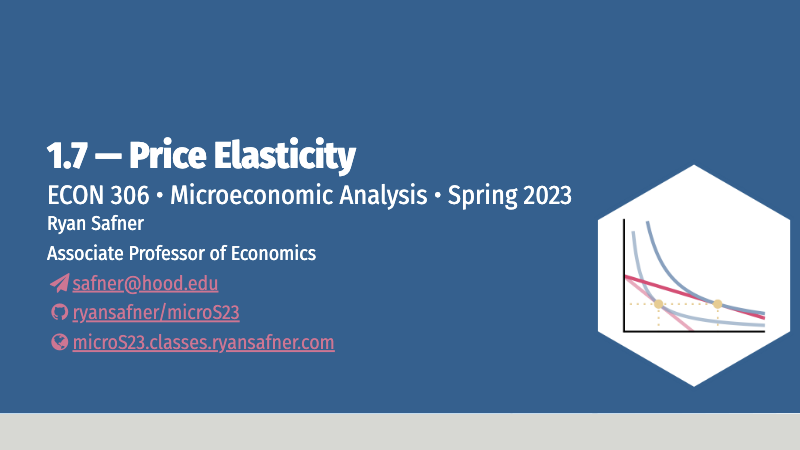 1.7 — Price Elasticity
ECON 306 • Microeconomic Analysis • Spring 2023
Ryan Safner
Associate Professor of Economics
safner@hood.edu
ryansafner/microS23
microS23.classes.ryansafner.com